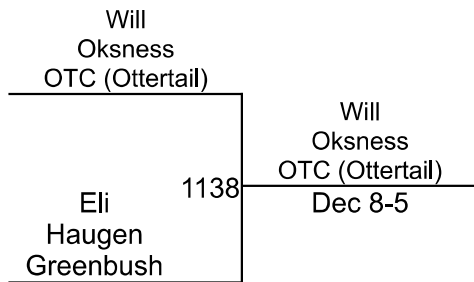 Will
Oksness
OTC (Ottertail)
Will
Oksness
OTC (Ottertail)
1138
Dec 8-5
Eli
Haugen
Greenbush